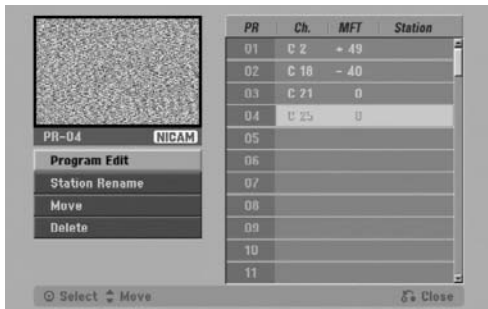 PR Ch. MFT Station
01 C 2 + 49
02 C 18 - 40
03 C 21 0
04 C 25 0
05
06
07
08
09
10
11
PR-04 NICAM
Program Edit
Station Rename
Move
Delete
Select Move Close